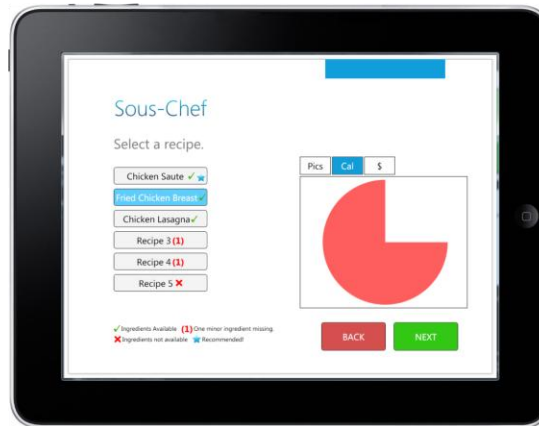 Sous-Chef
Select a recipe.
Chicken Saute ✓
Fried Chicken Breast ✓
Chicken Lasagna ✓
Recipe 3 (1)
Recipe 4 (1)
Recipe 5 ✗
Pics Cal $
✓ Ingredients Available (1) One minor ingredient missing.
✗ Ingredients not available Recommended!
BACK NEXT